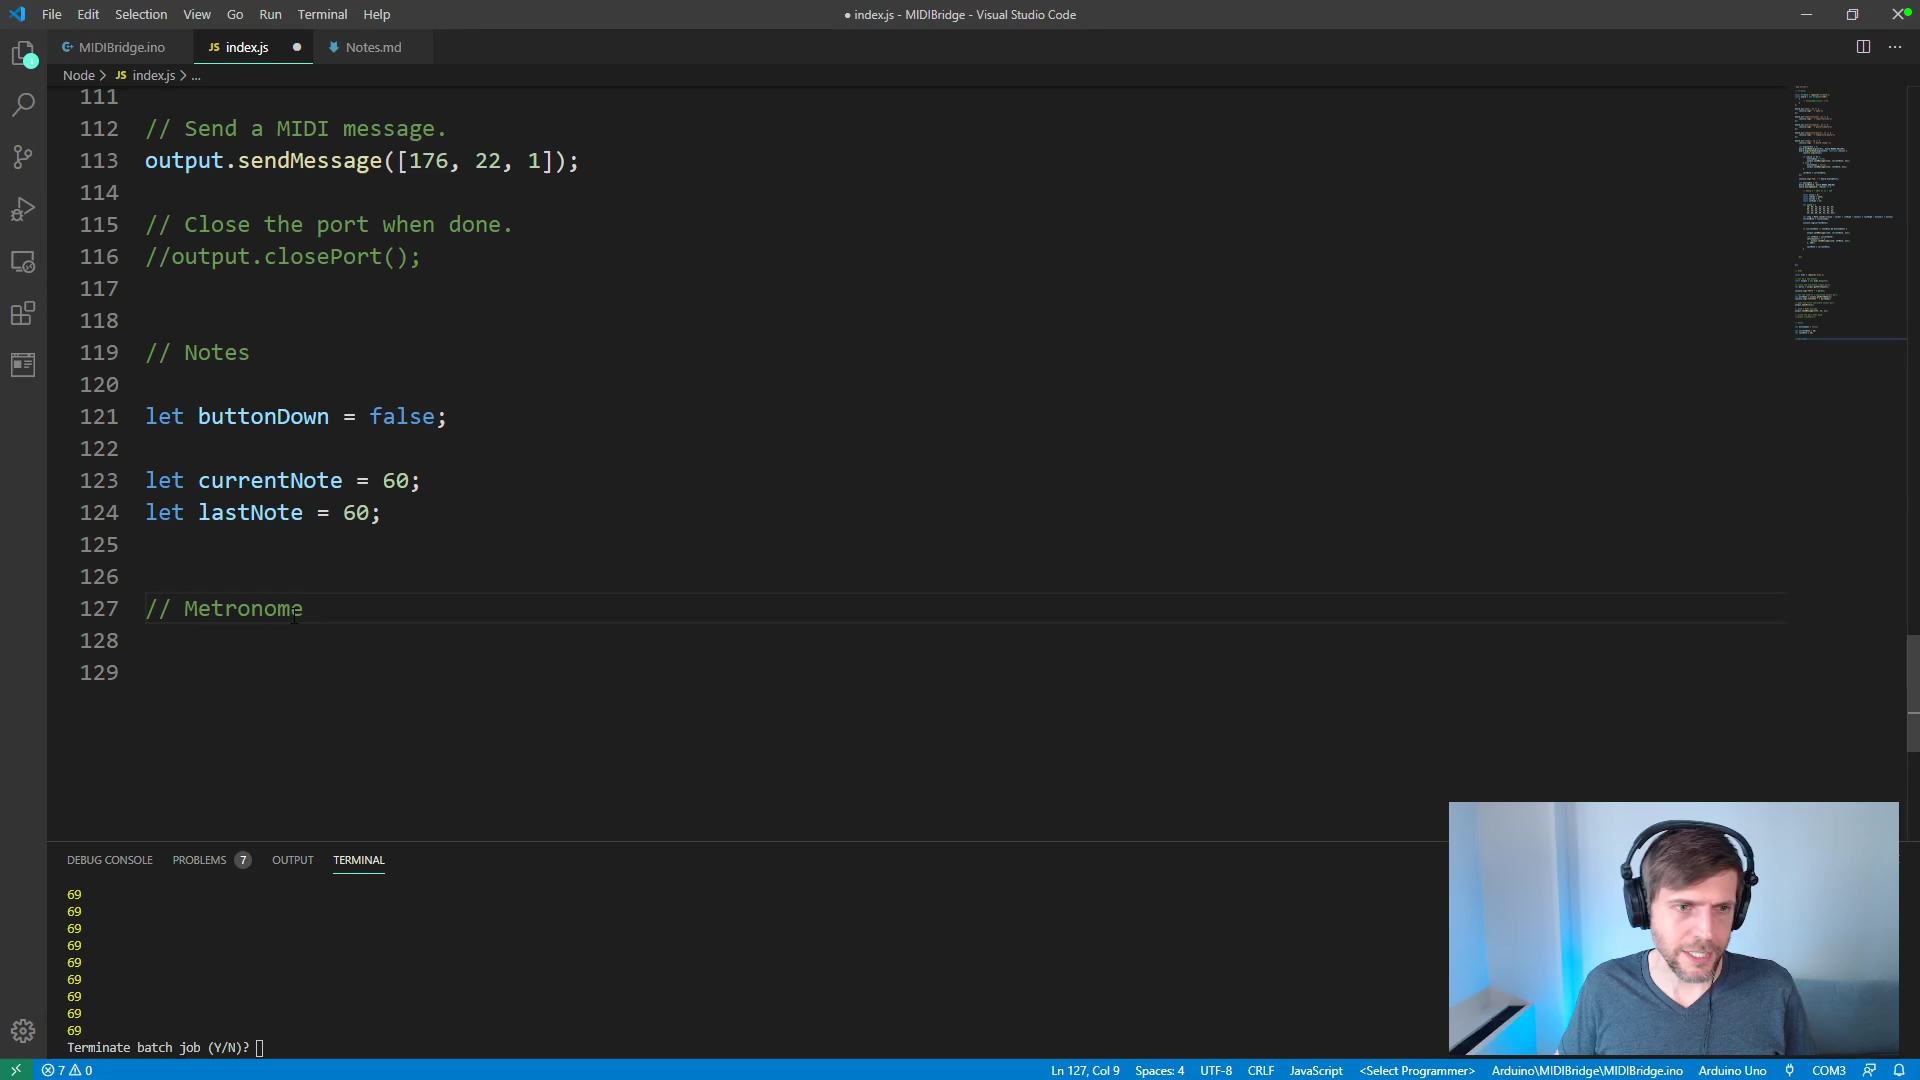 File Edit Selection View Go Run Terminal Help
● index.js - MIDIBridge - Visual Studio Code
MIDIBridge.ino
JS index.js
Notes.md
Node > JS index.js > ...
111
112 // Send a MIDI message.
113 output.sendMessage([176, 22, 1]);
114
115 // Close the port when done.
116 //output.closePort();
117
118
119 // Notes
120
121 let buttonDown = false;
122
123 let currentNote = 60;
124 let lastNote = 60;
125
126
127 // Metronome
128
129
DEBUG CONSOLE PROBLEMS 7 OUTPUT TERMINAL
69
69
69
69
69
69
69
69
69
Terminate batch job (Y/N)?
7 0 Ln 127, Col 9 Spaces: 4 UTF-8 CRLF JavaScript <Select Programmer> Arduino\MIDIBridge\MIDIBridge.ino Arduino Uno COM3